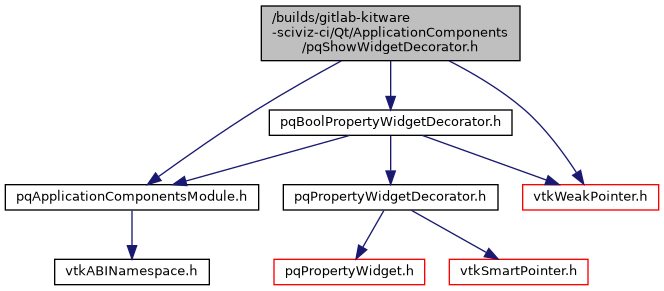 /builds/gitlab-kitware
-sciviz-ci/Qt/ApplicationComponents
/pqShowWidgetDecorator.h
pqBoolPropertyWidgetDecorator.h
pqApplicationComponentsModule.h
pqPropertyWidgetDecorator.h
vtkWeakPointer.h
vtkABINamespace.h
pqPropertyWidget.h
vtkSmartPointer.h